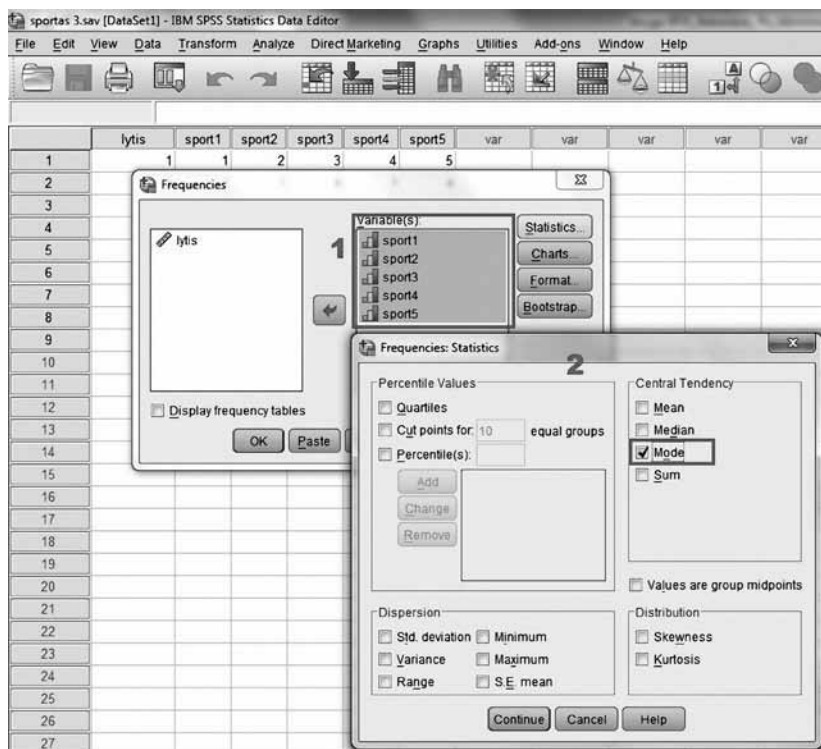 sportas 3.sav [DataSet1] - IBM SPSS Statistics Data Editor
File Edit View Data Transform Analyze Direct Marketing Graphs Utilities Add-ons Window Help
lytis sport1 sport2 sport3 sport4 sport5 var var var var var
1 1 1 2 3 4 5
2
3
4
5
6
7
8
9
10
11
12
13
14
15
16
17
18
19
20
21
22
23
24
25
26
27
Frequencies
lytis
1
Variable(s):
sport1
sport2
sport3
sport4
sport5
Statistics...
Charts...
Format...
Bootstrap...
Display frequency tables
OK Paste
Frequencies: Statistics
2
Percentile Values
Quartiles
Cut points for: 10 equal groups
Percentile(s):
Add
Change
Remove
Central Tendency
Mean
Median
Mode
Sum
Values are group midpoints
Dispersion
Std. deviation Minimum
Variance Maximum
Range S.E. mean
Distribution
Skewness
Kurtosis
Continue Cancel Help